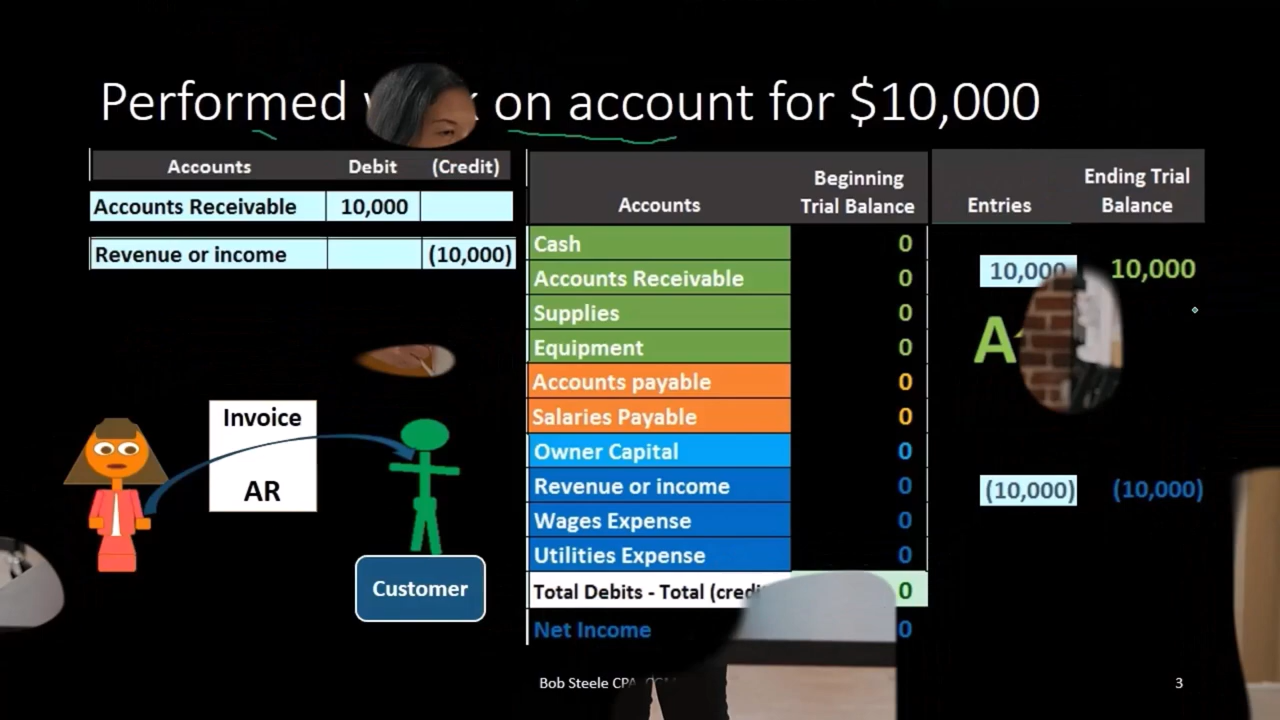 Performed on account for $10,000
Accounts Debit (Credit)
Accounts Receivable 10,000
Revenue or income (10,000)
Invoice
AR
Customer
Accounts Beginning Trial Balance Entries Ending Trial Balance
Cash 0
Accounts Receivable 0 10,000 10,000
Supplies 0
Equipment 0
Accounts payable 0
Salaries Payable 0
Owner Capital 0
Revenue or income 0 (10,000) (10,000)
Wages Expense 0
Utilities Expense 0
Total Debits - Total 0
Net Income 0
Bob Steele CPA
3